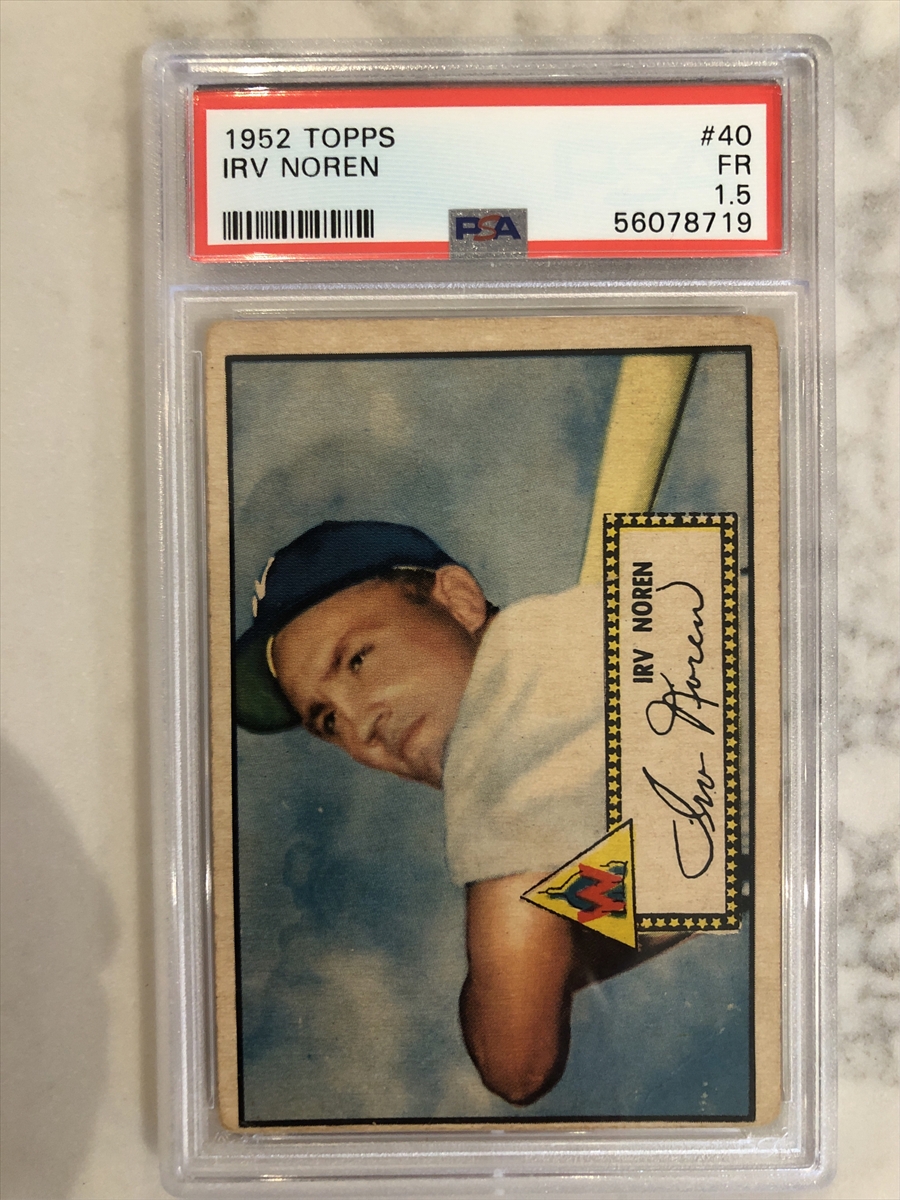 1952 TOPPS #40
IRV NOREN FR
1.5
PSA 56078719
IRV NOREN
Irv Noren
W